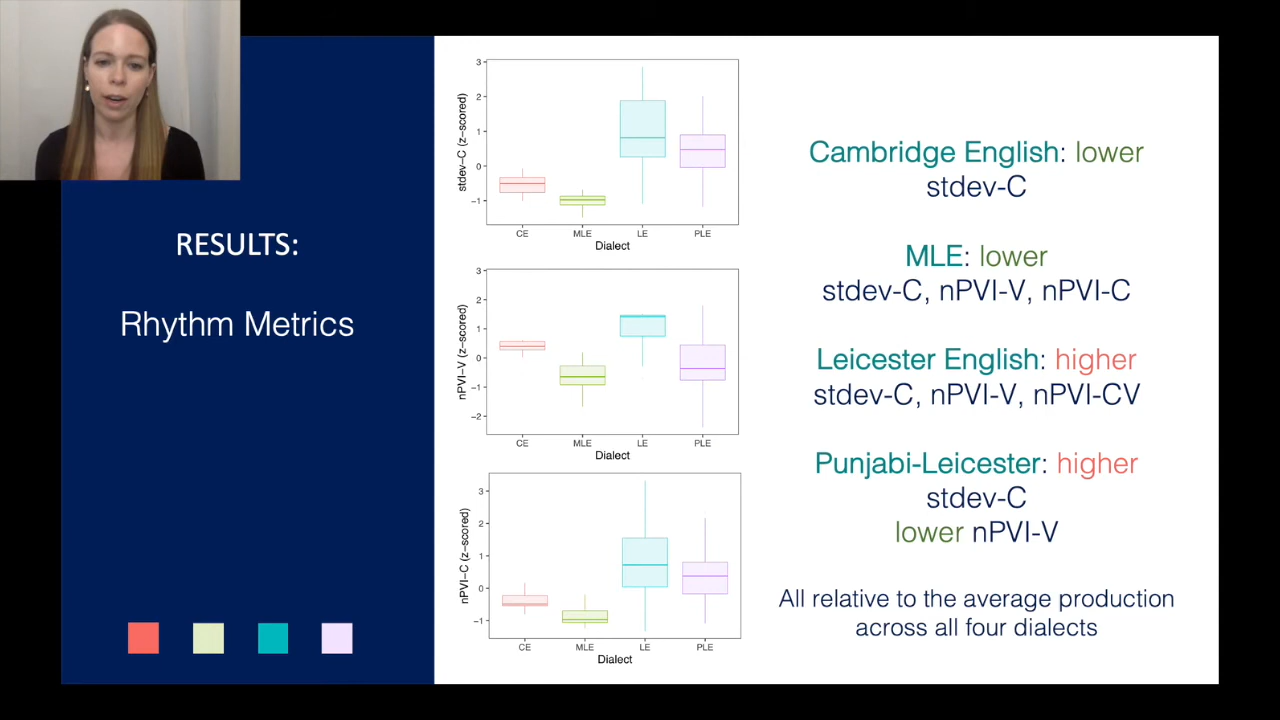 RESULTS:
Rhythm Metrics
3
2
1
0
−1
stdev−C (z−scored)
CE MLE LE PLE
Dialect
3
2
1
0
−1
−2
nPVI−V (z−scored)
CE MLE LE PLE
Dialect
3
2
1
0
−1
nPVI−C (z−scored)
CE MLE LE PLE
Dialect
Cambridge English: lower
stdev-C
MLE: lower
stdev-C, nPVI-V, nPVI-C
Leicester English: higher
stdev-C, nPVI-V, nPVI-CV
Punjabi-Leicester: higher
stdev-C
lower nPVI-V
All relative to the average production
across all four dialects